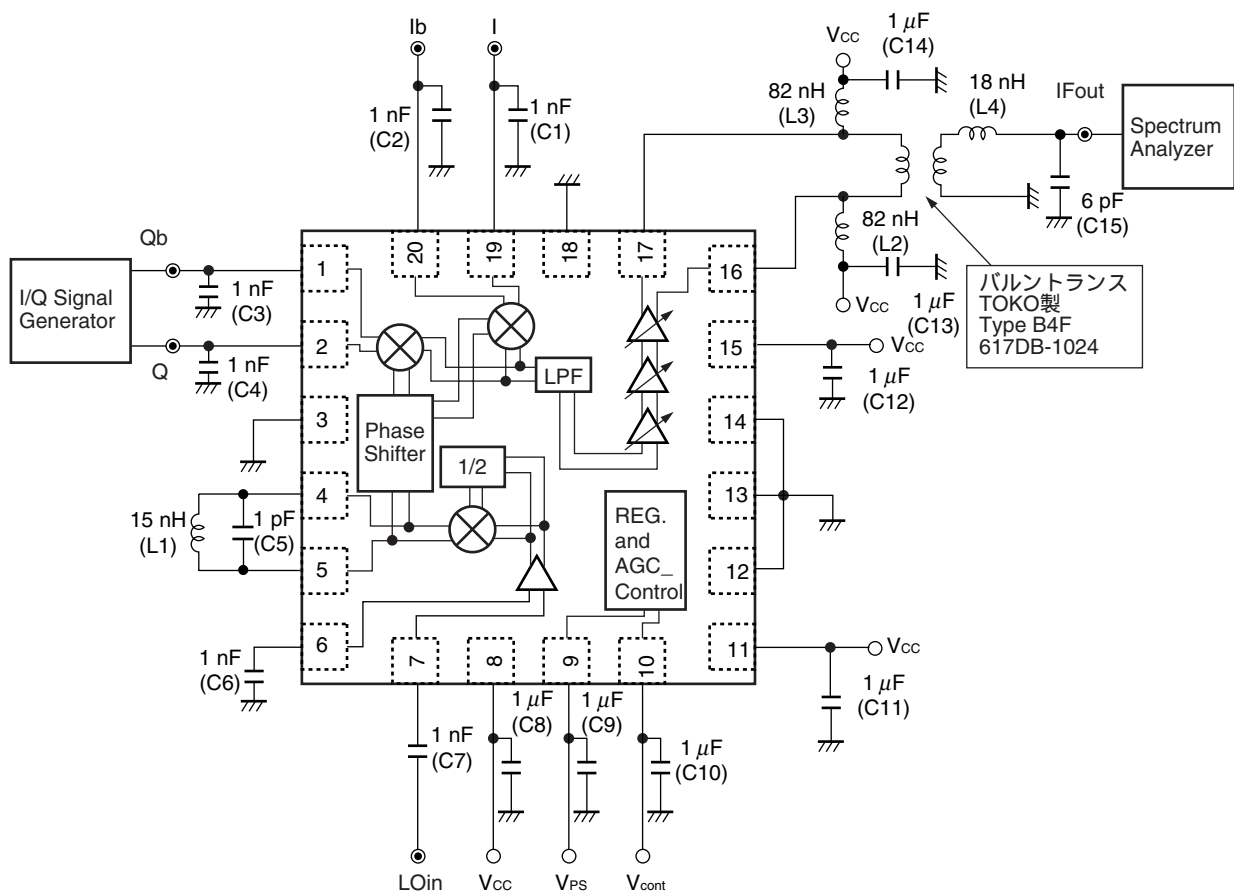 Ib
I
1 nF
(C2)
1 nF
(C1)
VCC
1 μF
(C14)
82 nH
(L3)
18 nH
(L4)
IFout
Spectrum
Analyzer
6 pF
(C15)
82 nH
(L2)
VCC
1 μF
(C13)
バルントランス
TOKO製
Type B4F
617DB-1024
I/Q Signal
Generator
Qb
1 nF
(C3)
Q
1 nF
(C4)
20
19
18
17
1
2
3
4
5
6
16
15
14
13
12
11
7
8
9
10
LPF
Phase
Shifter
1/2
REG.
and
AGC_
Control
VCC
1 μF
(C12)
15 nH
(L1)
1 pF
(C5)
1 nF
(C6)
VCC
1 μF
(C11)
1 nF
(C7)
1 μF
(C8)
1 μF
(C9)
1 μF
(C10)
LOin
VCC
VPS
Vcont